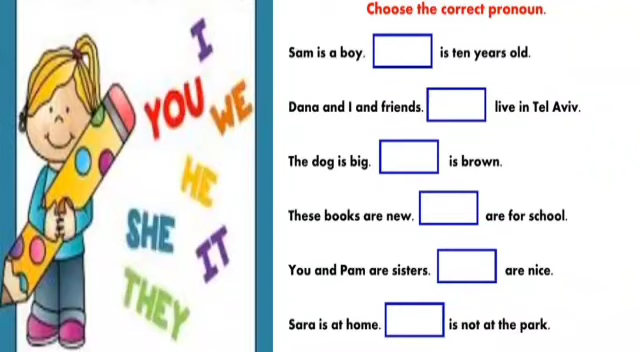 I
YOU
WE
HE
SHE
IT
THEY
Choose the correct pronoun.
Sam is a boy. is ten years old.
Dana and I and friends. live in Tel Aviv.
The dog is big. is brown.
These books are new. are for school.
You and Pam are sisters. are nice.
Sara is at home. is not at the park.